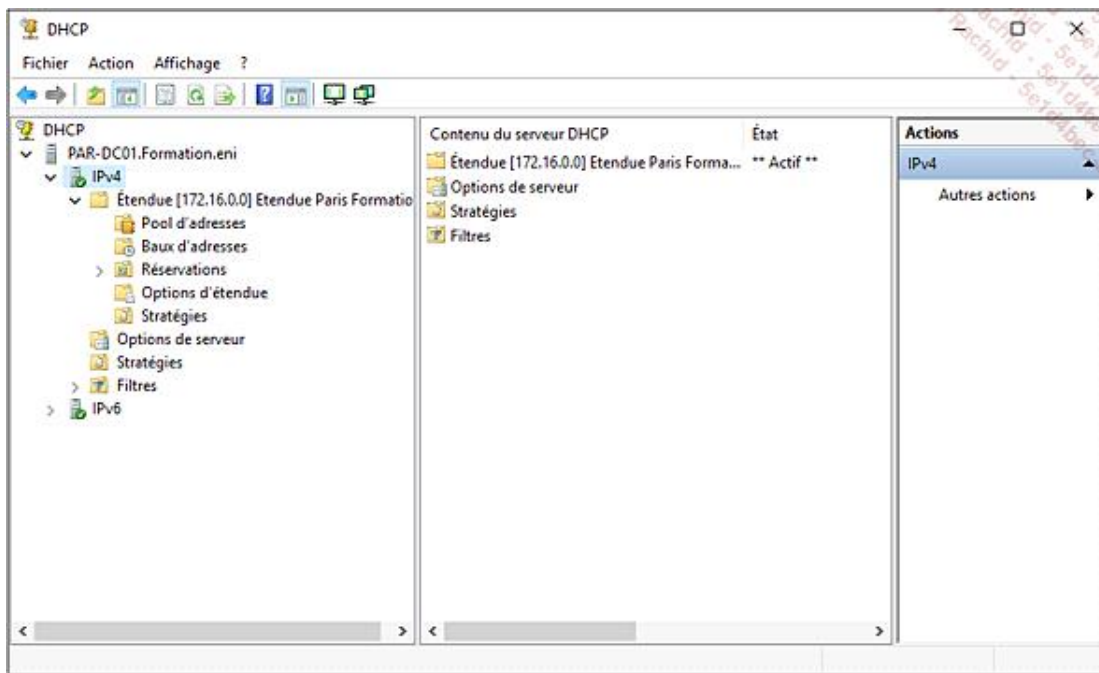 DHCP
Fichier Action Affichage ?
DHCP
PAR-DC01.Formation.eni
IPv4
Étendue [172.16.0.0] Etendue Paris Formatio
Pool d'adresses
Baux d'adresses
Réservations
Options d'étendue
Stratégies
Options de serveur
Stratégies
Filtres
IPv6
Contenu du serveur DHCP État
Étendue [172.16.0.0] Etendue Paris Forma... ** Actif **
Options de serveur
Stratégies
Filtres
Actions
IPv4
Autres actions
Rachid - 5e1d4bec